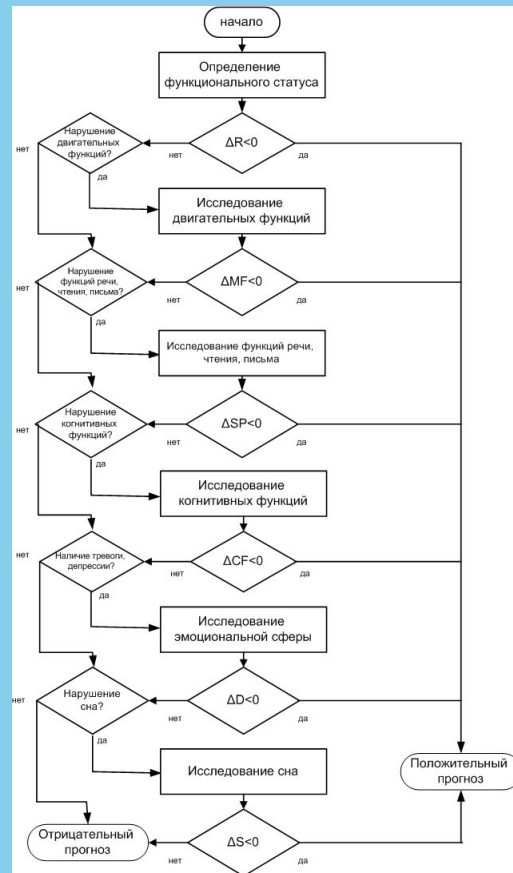 начало
Определение
функционального статуса
Нарушение
двигательных
функций?
ΔR<0
нет
нет
да
да
Исследование
двигательных функций
Нарушение
функций речи,
чтения, письма?
ΔMF<0
нет
нет
да
да
Исследование функций речи,
чтения, письма
Нарушение
когнитивных
функций?
ΔSP<0
нет
нет
да
да
Исследование
когнитивных функций
Наличие тревоги,
депрессии?
ΔCF<0
нет
нет
да
да
Исследование
эмоциональной сферы
Нарушение
сна?
ΔD<0
нет
нет
да
да
Исследование сна
Положительный
прогноз
Отрицательный
прогноз
ΔS<0
нет
да